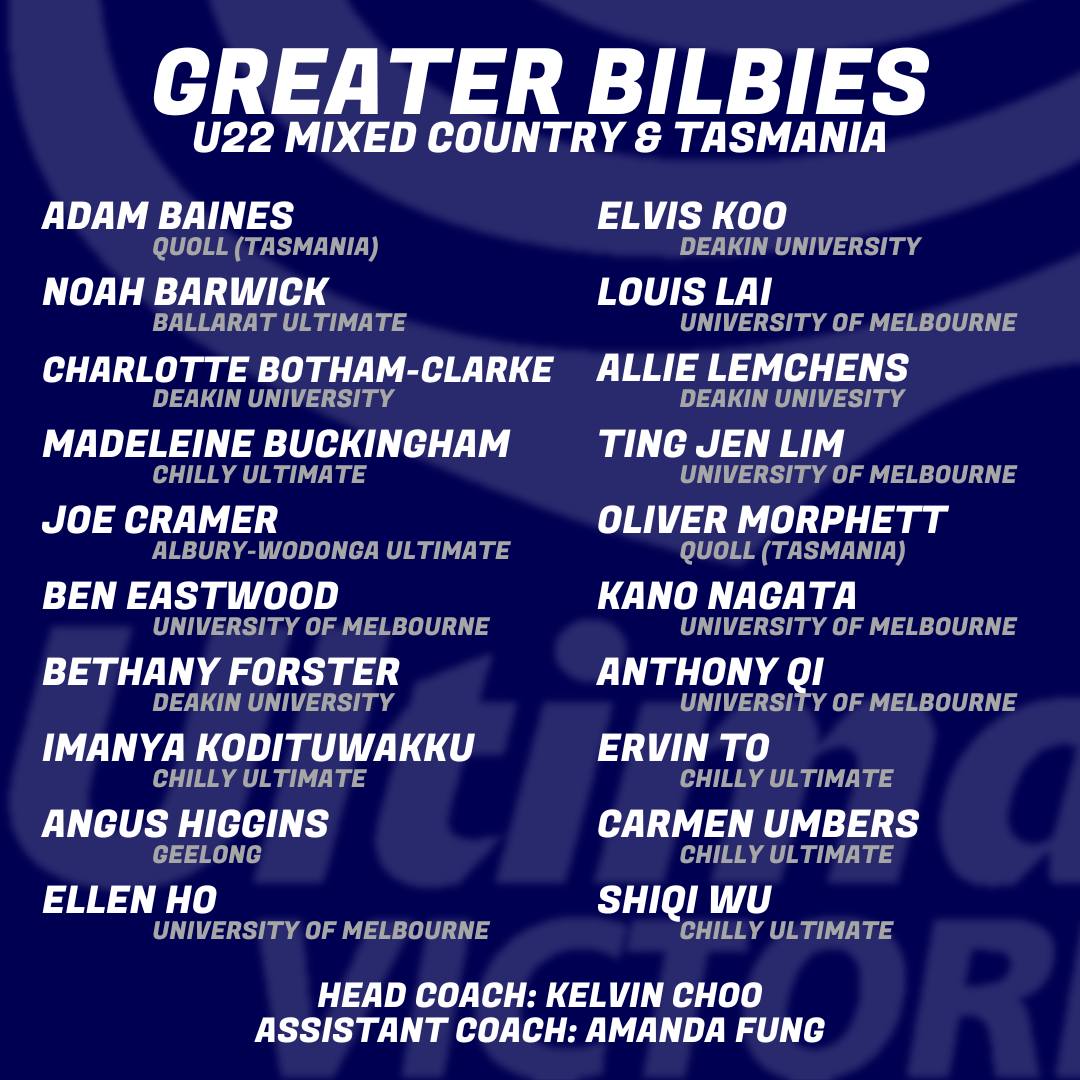 GREATER BILBIES
U22 MIXED COUNTRY & TASMANIA
ADAM BAINES
QUOLL (TASMANIA)
NOAH BARWICK
BALLARAT ULTIMATE
CHARLOTTE BOTHAM-CLARKE
DEAKIN UNIVERSITY
MADELEINE BUCKINGHAM
CHILLY ULTIMATE
JOE CRAMER
ALBURY-WODONGA ULTIMATE
BEN EASTWOOD
UNIVERSITY OF MELBOURNE
BETHANY FORSTER
DEAKIN UNIVERSITY
IMANYA KODITUWAKKU
CHILLY ULTIMATE
ANGUS HIGGINS
GEELONG
ELLEN HO
UNIVERSITY OF MELBOURNE
ELVIS KOO
DEAKIN UNIVERSITY
LOUIS LAI
UNIVERSITY OF MELBOURNE
ALLIE LEMCHENS
DEAKIN UNIVESITY
TING JEN LIM
UNIVERSITY OF MELBOURNE
OLIVER MORPHETT
QUOLL (TASMANIA)
KANO NAGATA
UNIVERSITY OF MELBOURNE
ANTHONY QI
UNIVERSITY OF MELBOURNE
ERVIN TO
CHILLY ULTIMATE
CARMEN UMBERS
CHILLY ULTIMATE
SHIQI WU
CHILLY ULTIMATE
HEAD COACH: KELVIN CHOO
ASSISTANT COACH: AMANDA FUNG
Ultima
VICTORI